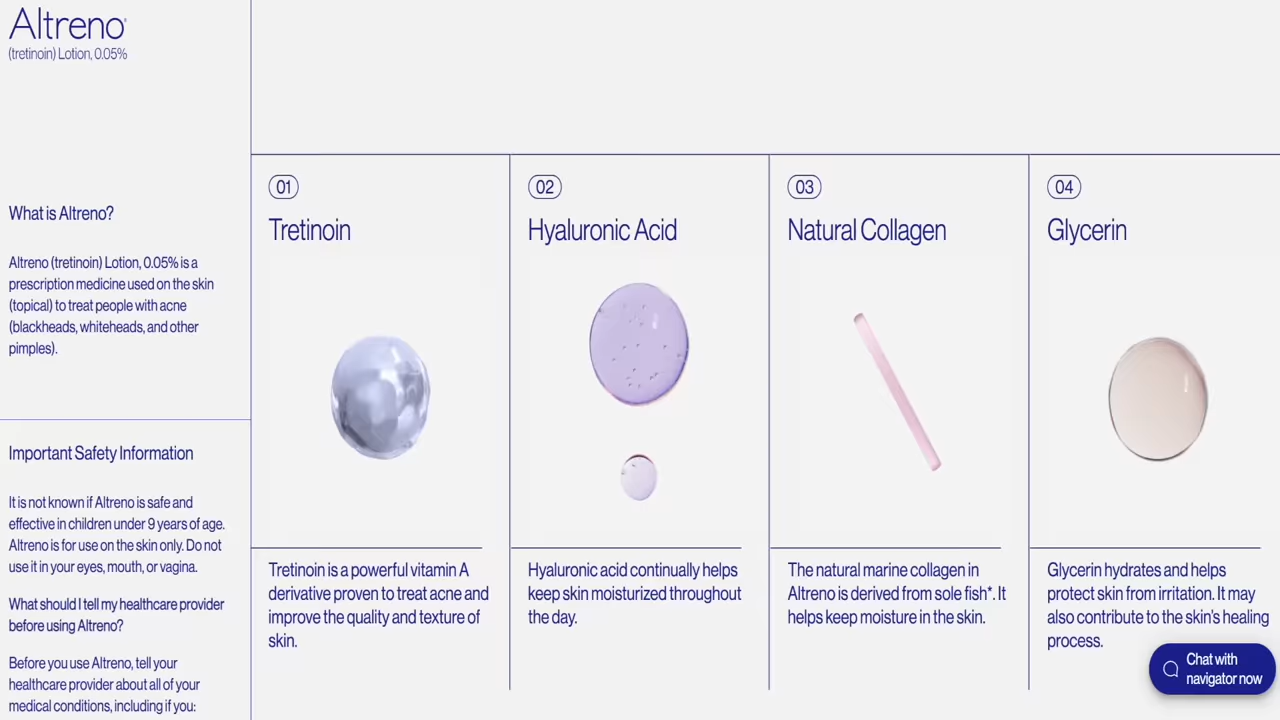 Altreno®
(tretinoin) Lotion, 0.05%
What is Altreno?
Altreno (tretinoin) Lotion, 0.05% is a
prescription medicine used on the skin
(topical) to treat people with acne
(blackheads, whiteheads, and other
pimples).
Important Safety Information
It is not known if Altreno is safe and
effective in children under 9 years of age.
Altreno is for use on the skin only. Do not
use it in your eyes, mouth, or vagina.
What should I tell my healthcare provider
before using Altreno?
Before you use Altreno, tell your
healthcare provider about all of your
medical conditions, including if you:
01
Tretinoin
Tretinoin is a powerful vitamin A
derivative proven to treat acne and
improve the quality and texture of
skin.
02
Hyaluronic Acid
Hyaluronic acid continually helps
keep skin moisturized throughout
the day.
03
Natural Collagen
The natural marine collagen in
Altreno is derived from sole fish*. It
helps keep moisture in the skin.
04
Glycerin
Glycerin hydrates and helps
protect skin from irritation. It may
also contribute to the skin's healing
process.
Chat with
navigator now